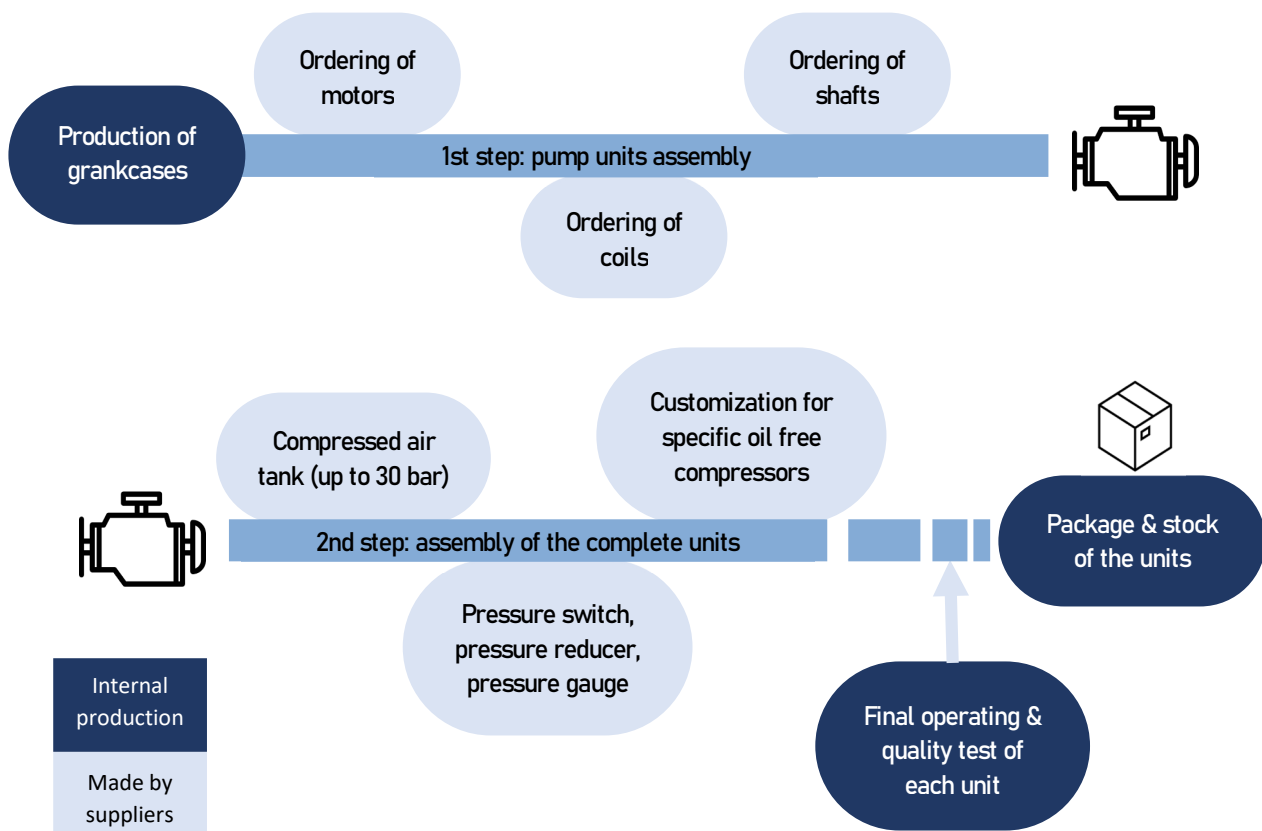 Ordering of
motors
Ordering of
shafts
Production of
grankcases
1st step: pump units assembly
Ordering of
coils
Compressed air
tank (up to 30 bar)
Customization for
specific oil free
compressors
2nd step: assembly of the complete units
Package & stock
of the units
Pressure switch,
pressure reducer,
pressure gauge
Internal
production
Made by
suppliers
Final operating &
quality test of
each unit